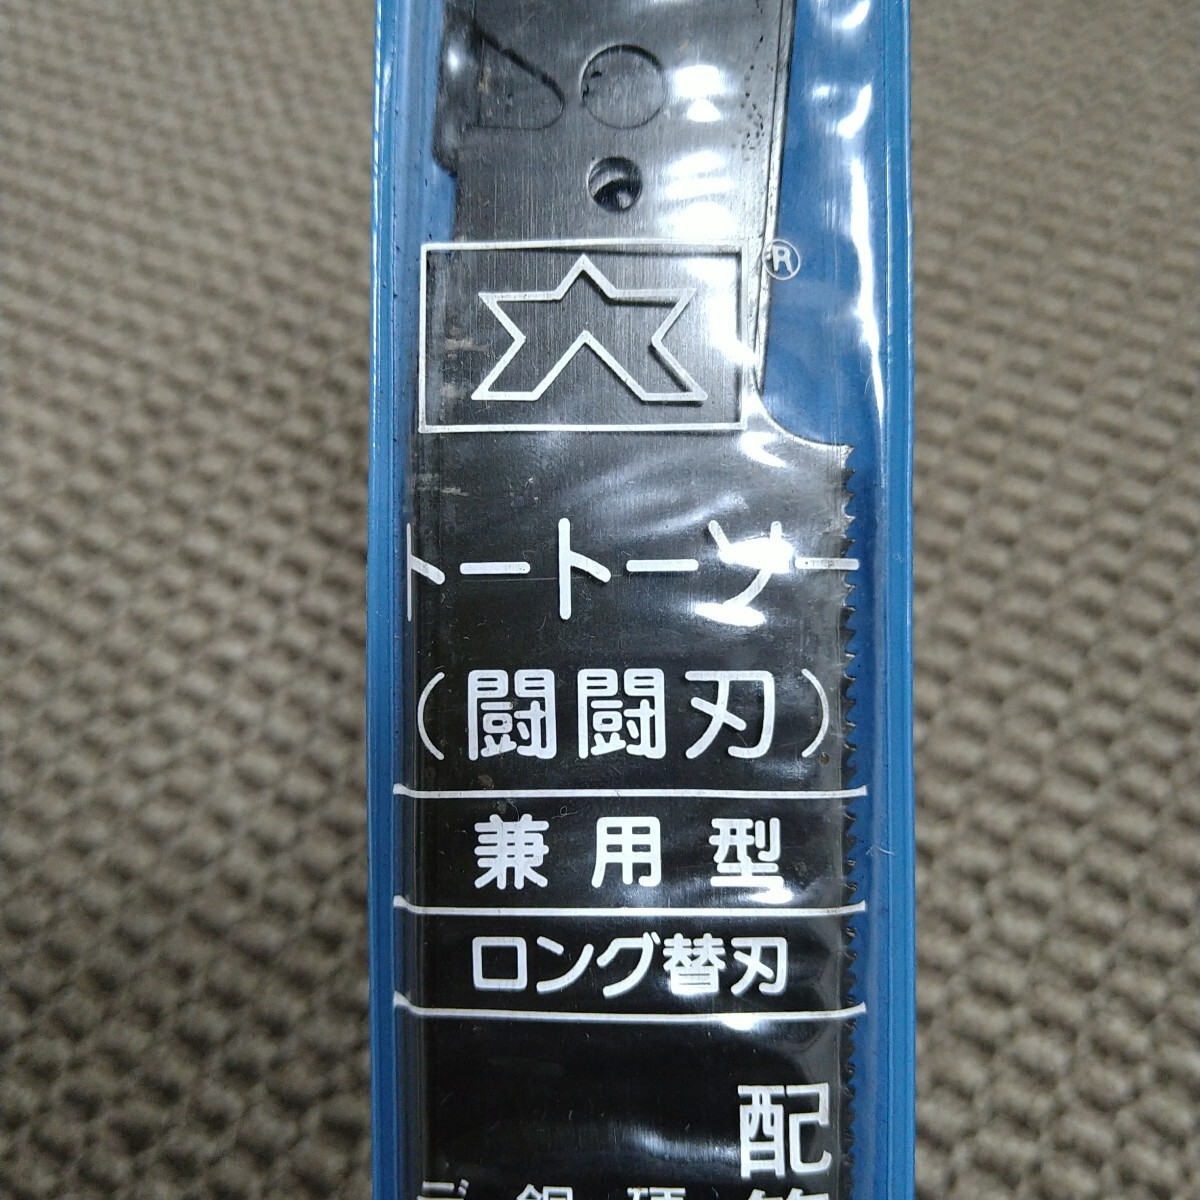 ®
トートーソー
(闘闘刃)
兼用型
ロング替刃
配